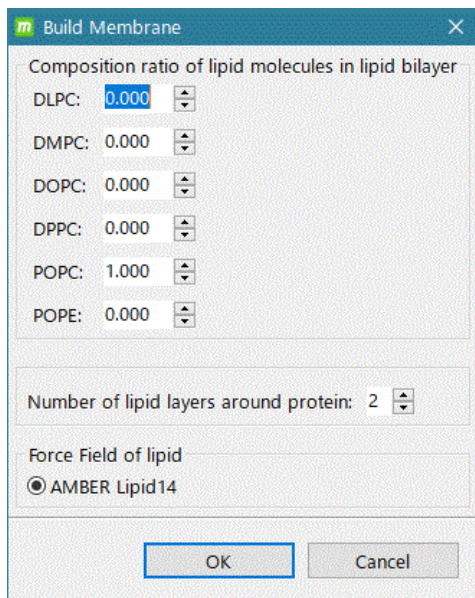 m Build Membrane
Composition ratio of lipid molecules in lipid bilayer
DLPC: 0.000
DMPC: 0.000
DOPC: 0.000
DPPC: 0.000
POPC: 1.000
POPE: 0.000
Number of lipid layers around protein: 2
Force Field of lipid
AMBER Lipid14
OK Cancel